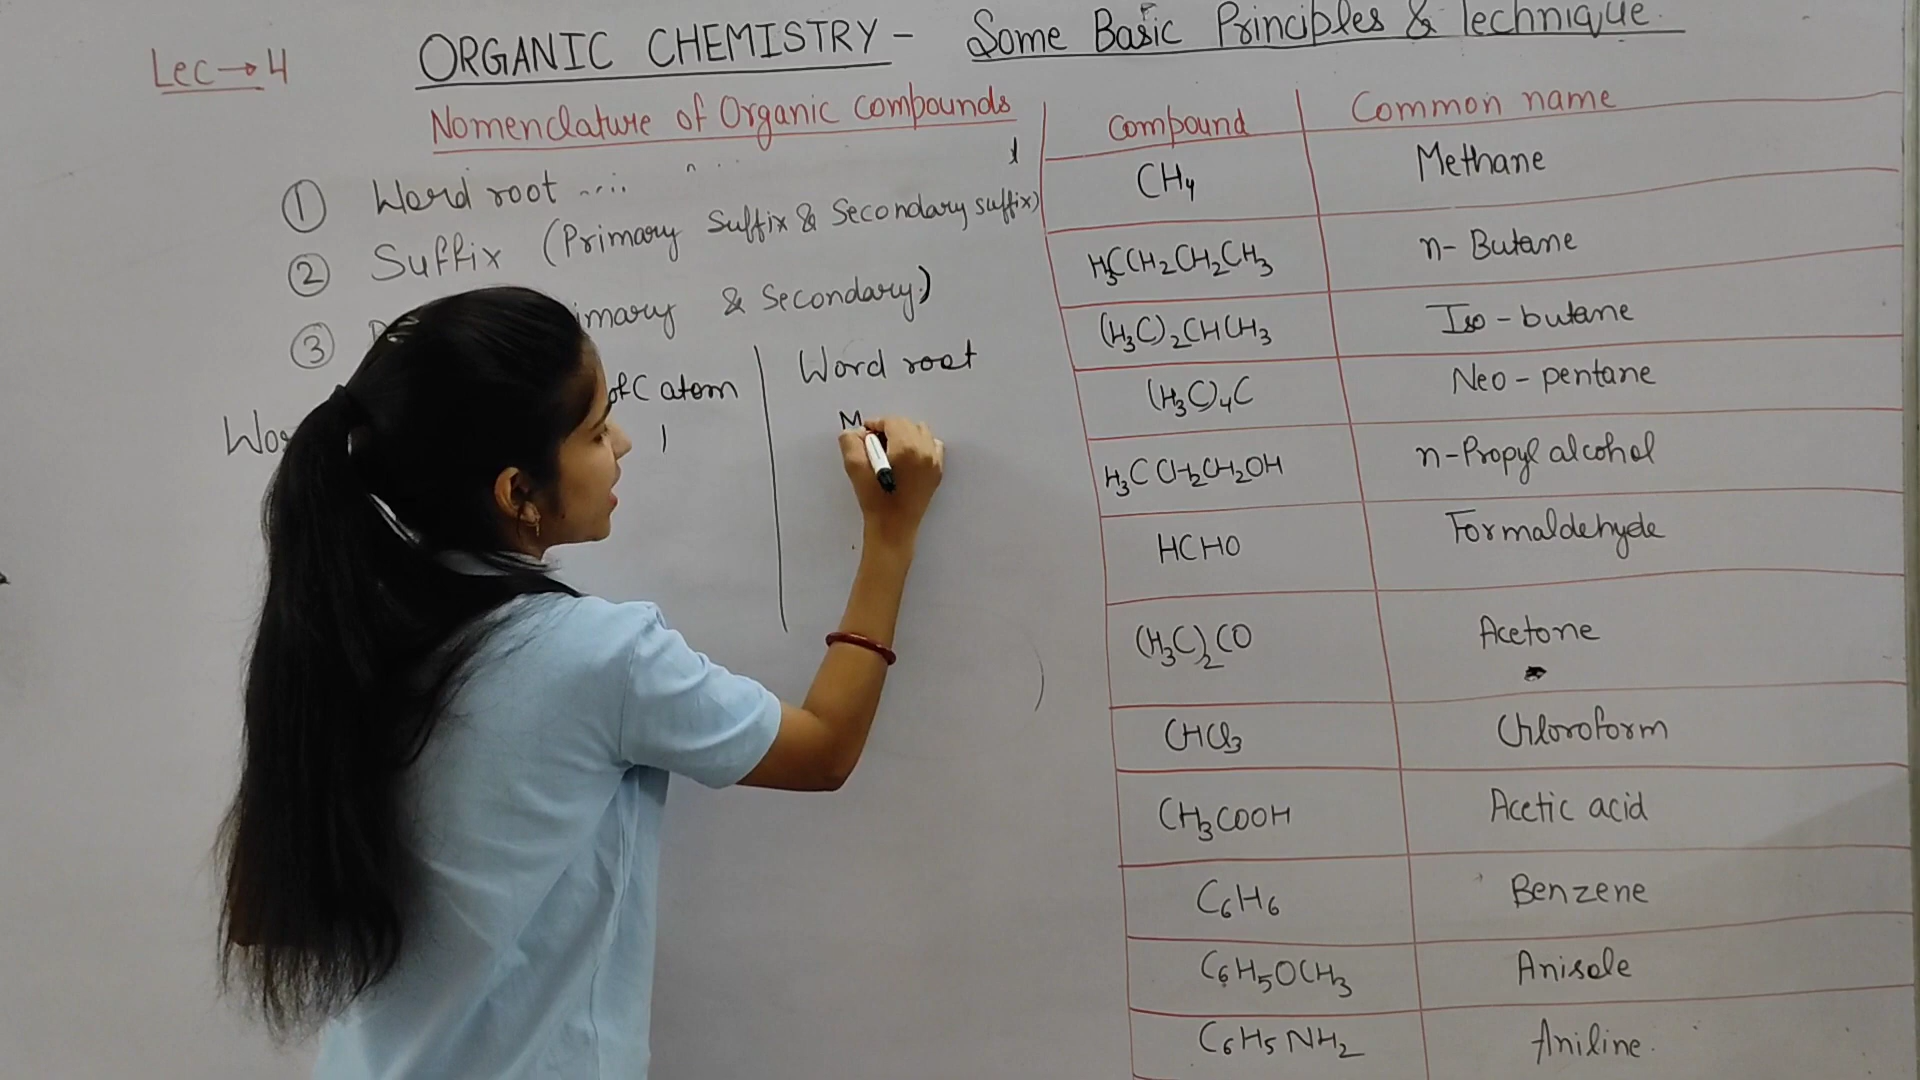 Lec → 4
ORGANIC CHEMISTRY - Some Basic Principles & Technique.
Nomenclature of Organic compounds
① Word root
② Suffix (Primary Suffix & Secondary suffix)
③ & Secondary.)
of C atom Word root
1 M
Compound Common name
CH₄ Methane
H₃CCH₂CH₂CH₃ n-Butane
(H₃C)₂CHCH₃ Iso-butane
(H₃C)₄C Neo-pentane
H₃CCH₂CH₂OH n-Propyl alcohol
HCHO Formaldehyde
(H₃C)₂CO Acetone
CHCl₃ Chloroform
CH₃COOH Acetic acid
C₆H₆ Benzene
C₆H₅OCH₃ Anisole
C₆H₅NH₂ Aniline.